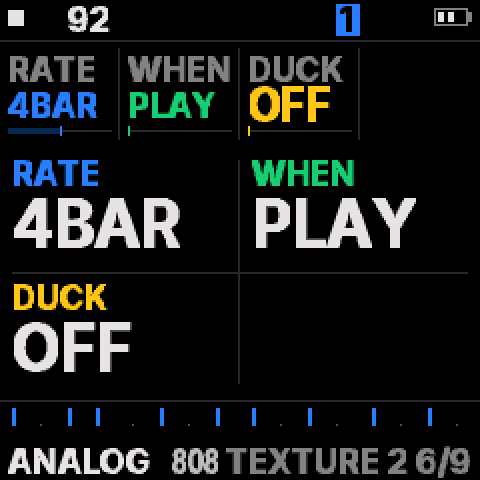 92 1
RATE WHEN DUCK
4BAR PLAY OFF
RATE WHEN
4BAR PLAY
DUCK
OFF
ANALOG 808 TEXTURE 2 6/9